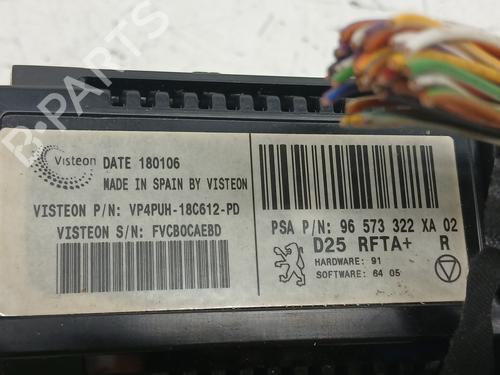 B-PARTS
Visteon
DATE 180106
MADE IN SPAIN BY VISTEON
VISTEON P/N: VP4PUH-18C612-PD
VISTEON S/N: FVCB0CAEBD
PSA P/N: 96 573 322 XA 02
D25 RFTA+ R
HARDWARE: 91
SOFTWARE: 64 05